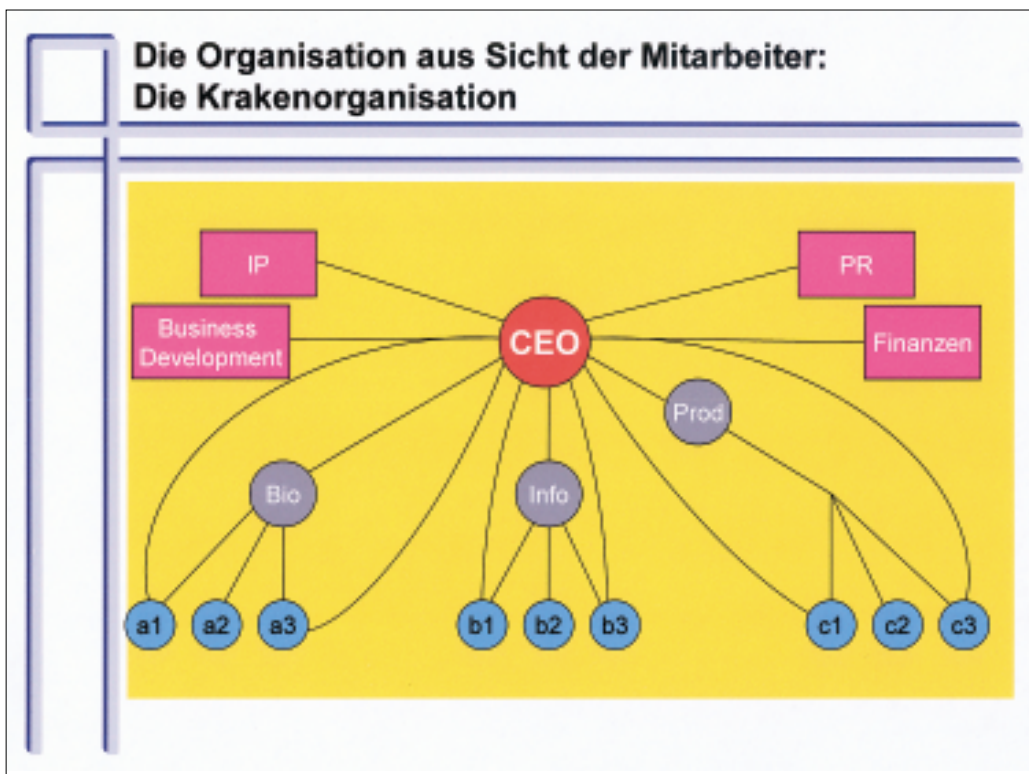 Die Organisation aus Sicht der Mitarbeiter:
Die Krakenorganisation
IP
PR
Business
Development
CEO
Finanzen
Prod
Bio
Info
a1
a2
a3
b1
b2
b3
c1
c2
c3